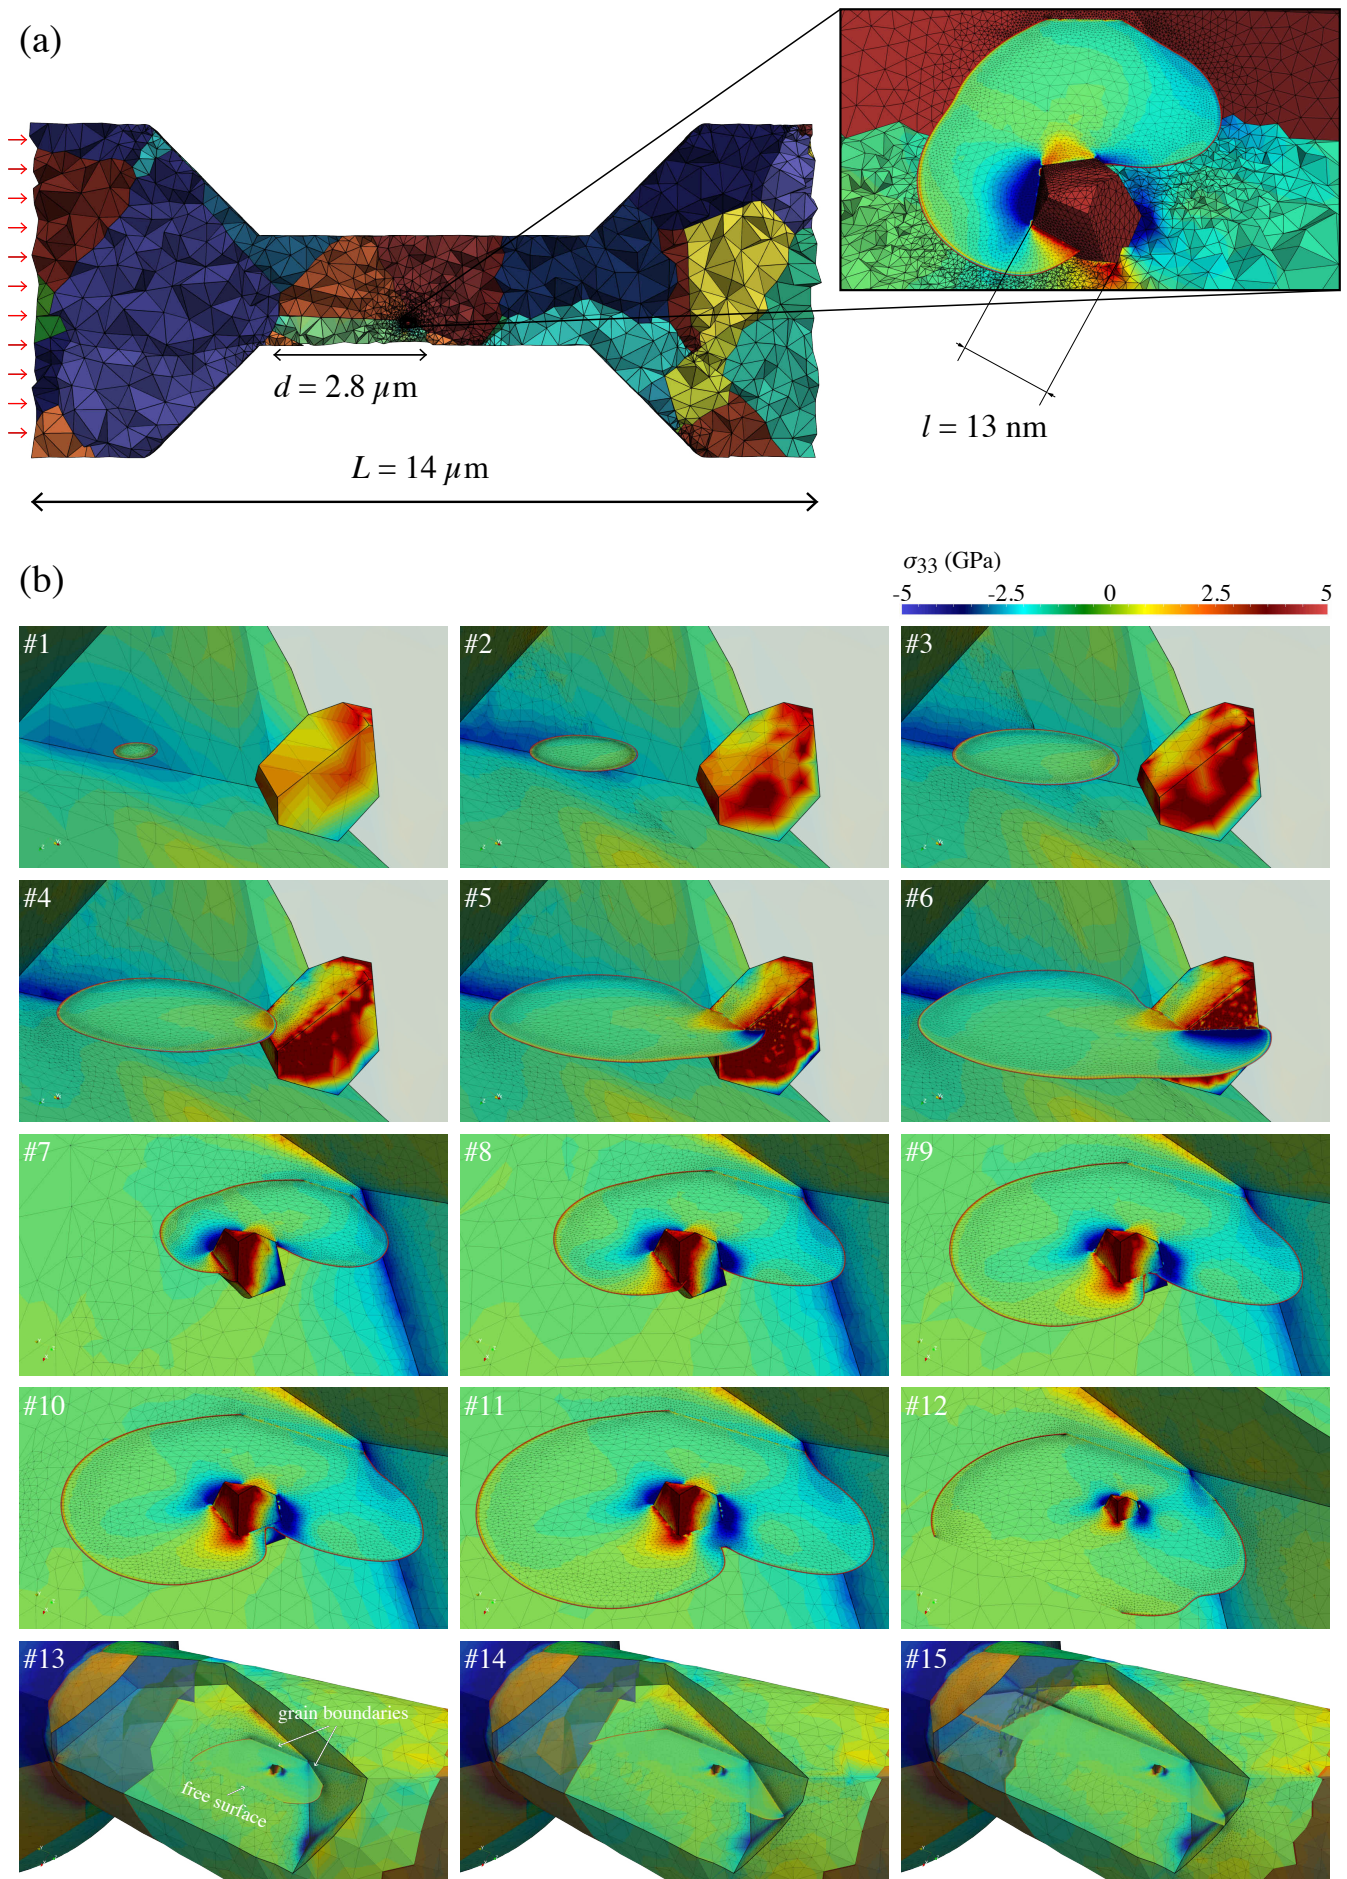 (a)
d = 2.8 μm
l = 13 nm
L = 14 μm
(b)
σ33 (GPa)
-5 -2.5 0 2.5 5
#1 #2 #3
#4 #5 #6
#7 #8 #9
#10 #11 #12
#13 #14 #15
grain boundaries
free surface